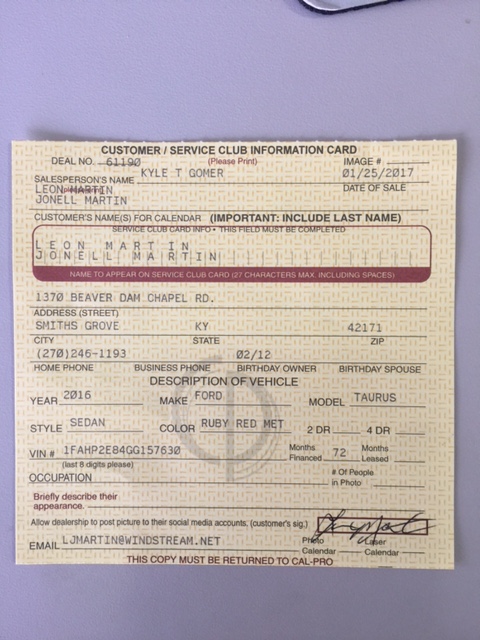 CUSTOMER / SERVICE CLUB INFORMATION CARD
DEAL NO. 61190 (Please Print) IMAGE #
SALESPERSON'S NAME KYLE T GOMER 01/25/2017
LEON MARTIN DATE OF SALE
JONELL MARTIN
CUSTOMER'S NAME(S) FOR CALENDAR (IMPORTANT: INCLUDE LAST NAME)
SERVICE CLUB CARD INFO • THIS FIELD MUST BE COMPLETED
LEON MARTIN
JONELL MARTIN
NAME TO APPEAR ON SERVICE CLUB CARD (27 CHARACTERS MAX. INCLUDING SPACES)
1370 BEAVER DAM CHAPEL RD.
ADDRESS (STREET)
SMITHS GROVE KY 42171
CITY STATE ZIP
(270)246-1193 02/12
HOME PHONE BUSINESS PHONE BIRTHDAY OWNER BIRTHDAY SPOUSE
DESCRIPTION OF VEHICLE
YEAR 2016 MAKE FORD MODEL TAURUS
STYLE SEDAN COLOR RUBY RED MET 2 DR 4 DR
VIN # 1FAHP2E84GG157630 Months Financed 72 Months Leased
(last 8 digits please)
OCCUPATION # Of People in Photo
Briefly describe their
appearance.
Allow dealership to post picture to their social media accounts. (customer's sig.)
EMAIL LJMARTIN@WINDSTREAM.NET Photo Calendar Laser Calendar
THIS COPY MUST BE RETURNED TO CAL-PRO